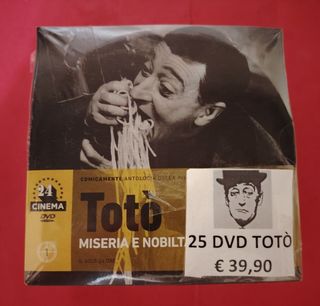 COMICAMENTE
24
CINEMA
DVD
Totò
MISERIA E NOBILT
25 DVD TOTÒ
€ 39,90